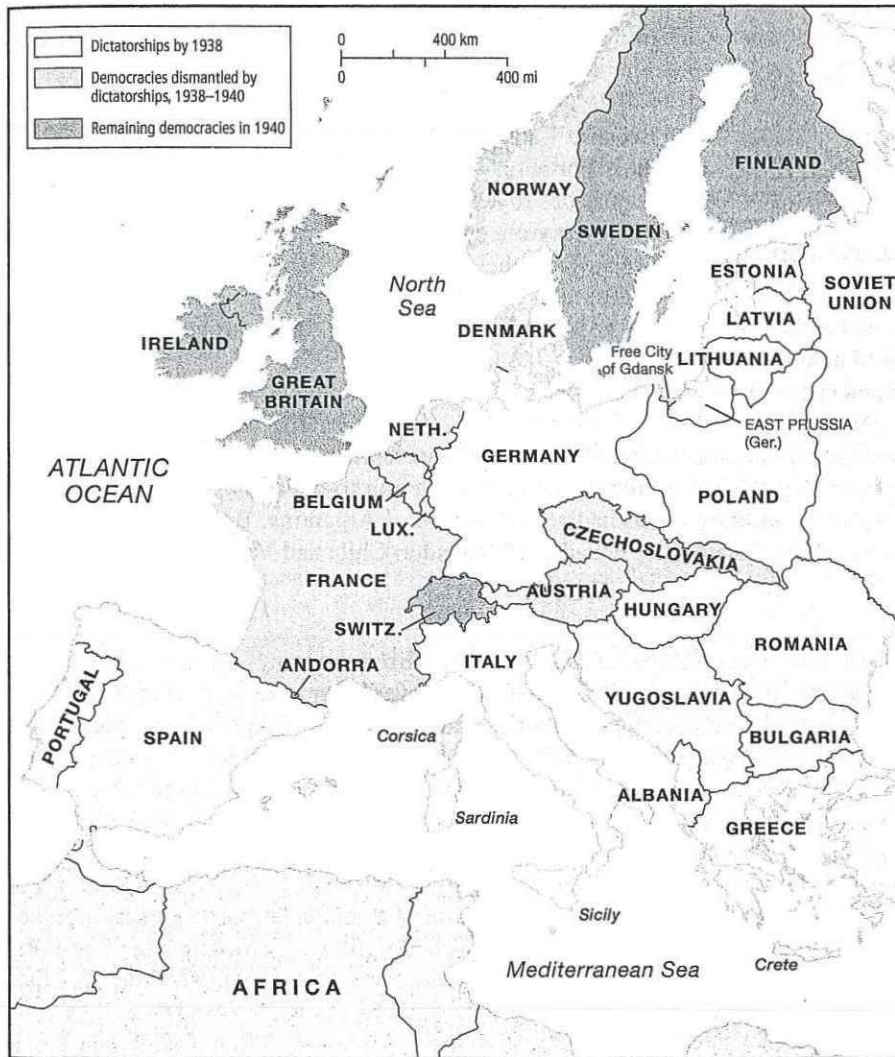 Dictatorships by 1938
Democracies dismantled by
dictatorships, 1938–1940
Remaining democracies in 1940
0 400 km
0 400 mi
NORWAY
FINLAND
SWEDEN
North
Sea
ESTONIA
SOVIET
UNION
LATVIA
DENMARK
Free City
of Gdansk
LITHUANIA
IRELAND
GREAT
BRITAIN
EAST PRUSSIA
(Ger.)
NETH.
GERMANY
ATLANTIC
OCEAN
POLAND
BELGIUM
LUX.
CZECHOSLOVAKIA
FRANCE
AUSTRIA
HUNGARY
SWITZ.
ROMANIA
ITALY
ANDORRA
YUGOSLAVIA
PORTUGAL
SPAIN
Corsica
BULGARIA
ALBANIA
Sardinia
GREECE
Sicily
Mediterranean Sea
Crete
AFRICA